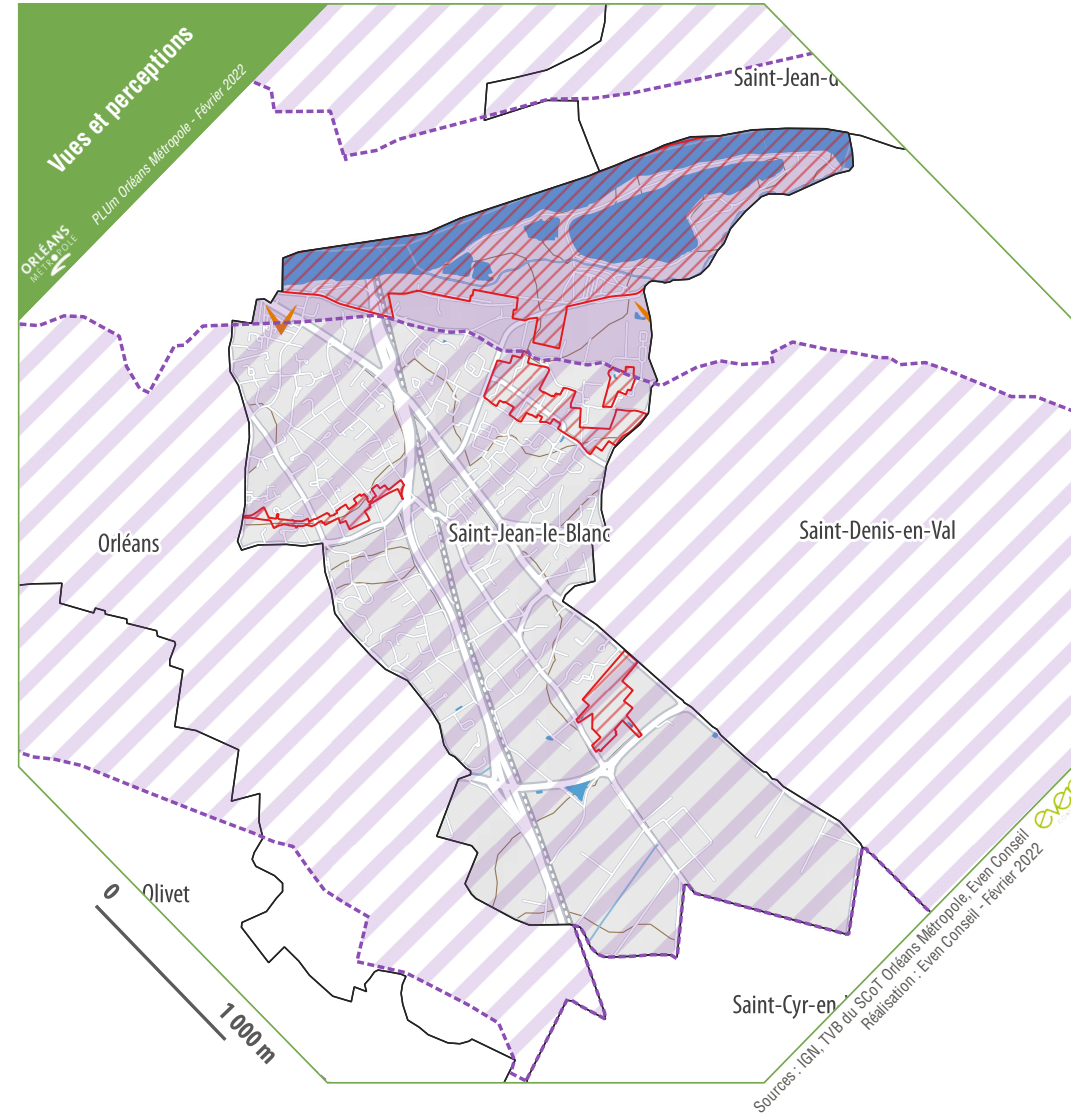 Vues et perceptions
PLUm Orléans Métropole - Février 2022
ORLÉANS
MÉTROPOLE
Saint-Jean-d
Orléans
Saint-Jean-le-Blanc
Saint-Denis-en-Val
Olivet
Saint-Cyr-en-
0
1 000 m
even
Sources : IGN, TVB du SCoT Orléans Métropole, Even Conseil
Réalisation : Even Conseil - Février 2022